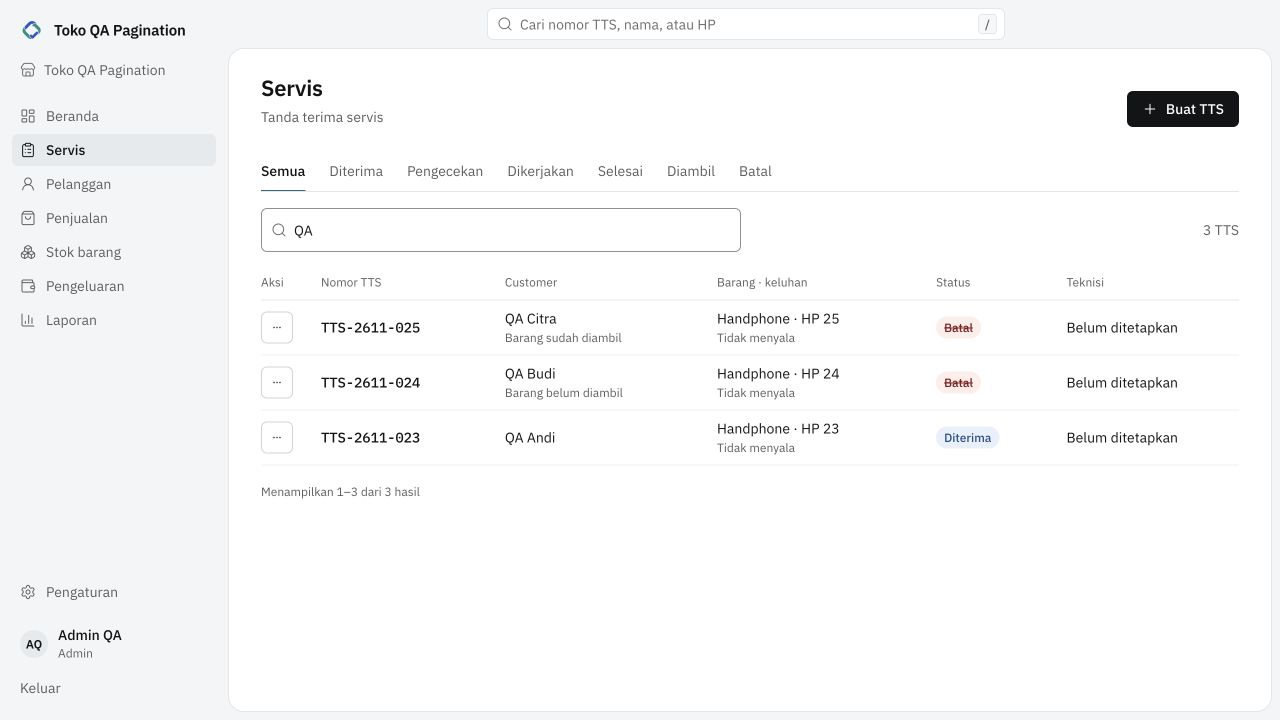 Toko QA Pagination
Cari nomor TTS, nama, atau HP
/
Toko QA Pagination
Beranda
Servis
Pelanggan
Penjualan
Stok barang
Pengeluaran
Laporan
Pengaturan
AQ
Admin QA
Admin
Keluar
Servis
Tanda terima servis
Buat TTS
Semua Diterima Pengecekan Dikerjakan Selesai Diambil Batal
QA
3 TTS
Aksi Nomor TTS Customer Barang · keluhan Status Teknisi
TTS-2611-025 QA Citra Handphone · HP 25 Batal Belum ditetapkan
Barang sudah diambil Tidak menyala
TTS-2611-024 QA Budi Handphone · HP 24 Batal Belum ditetapkan
Barang belum diambil Tidak menyala
TTS-2611-023 QA Andi Handphone · HP 23 Diterima Belum ditetapkan
Tidak menyala
Menampilkan 1–3 dari 3 hasil